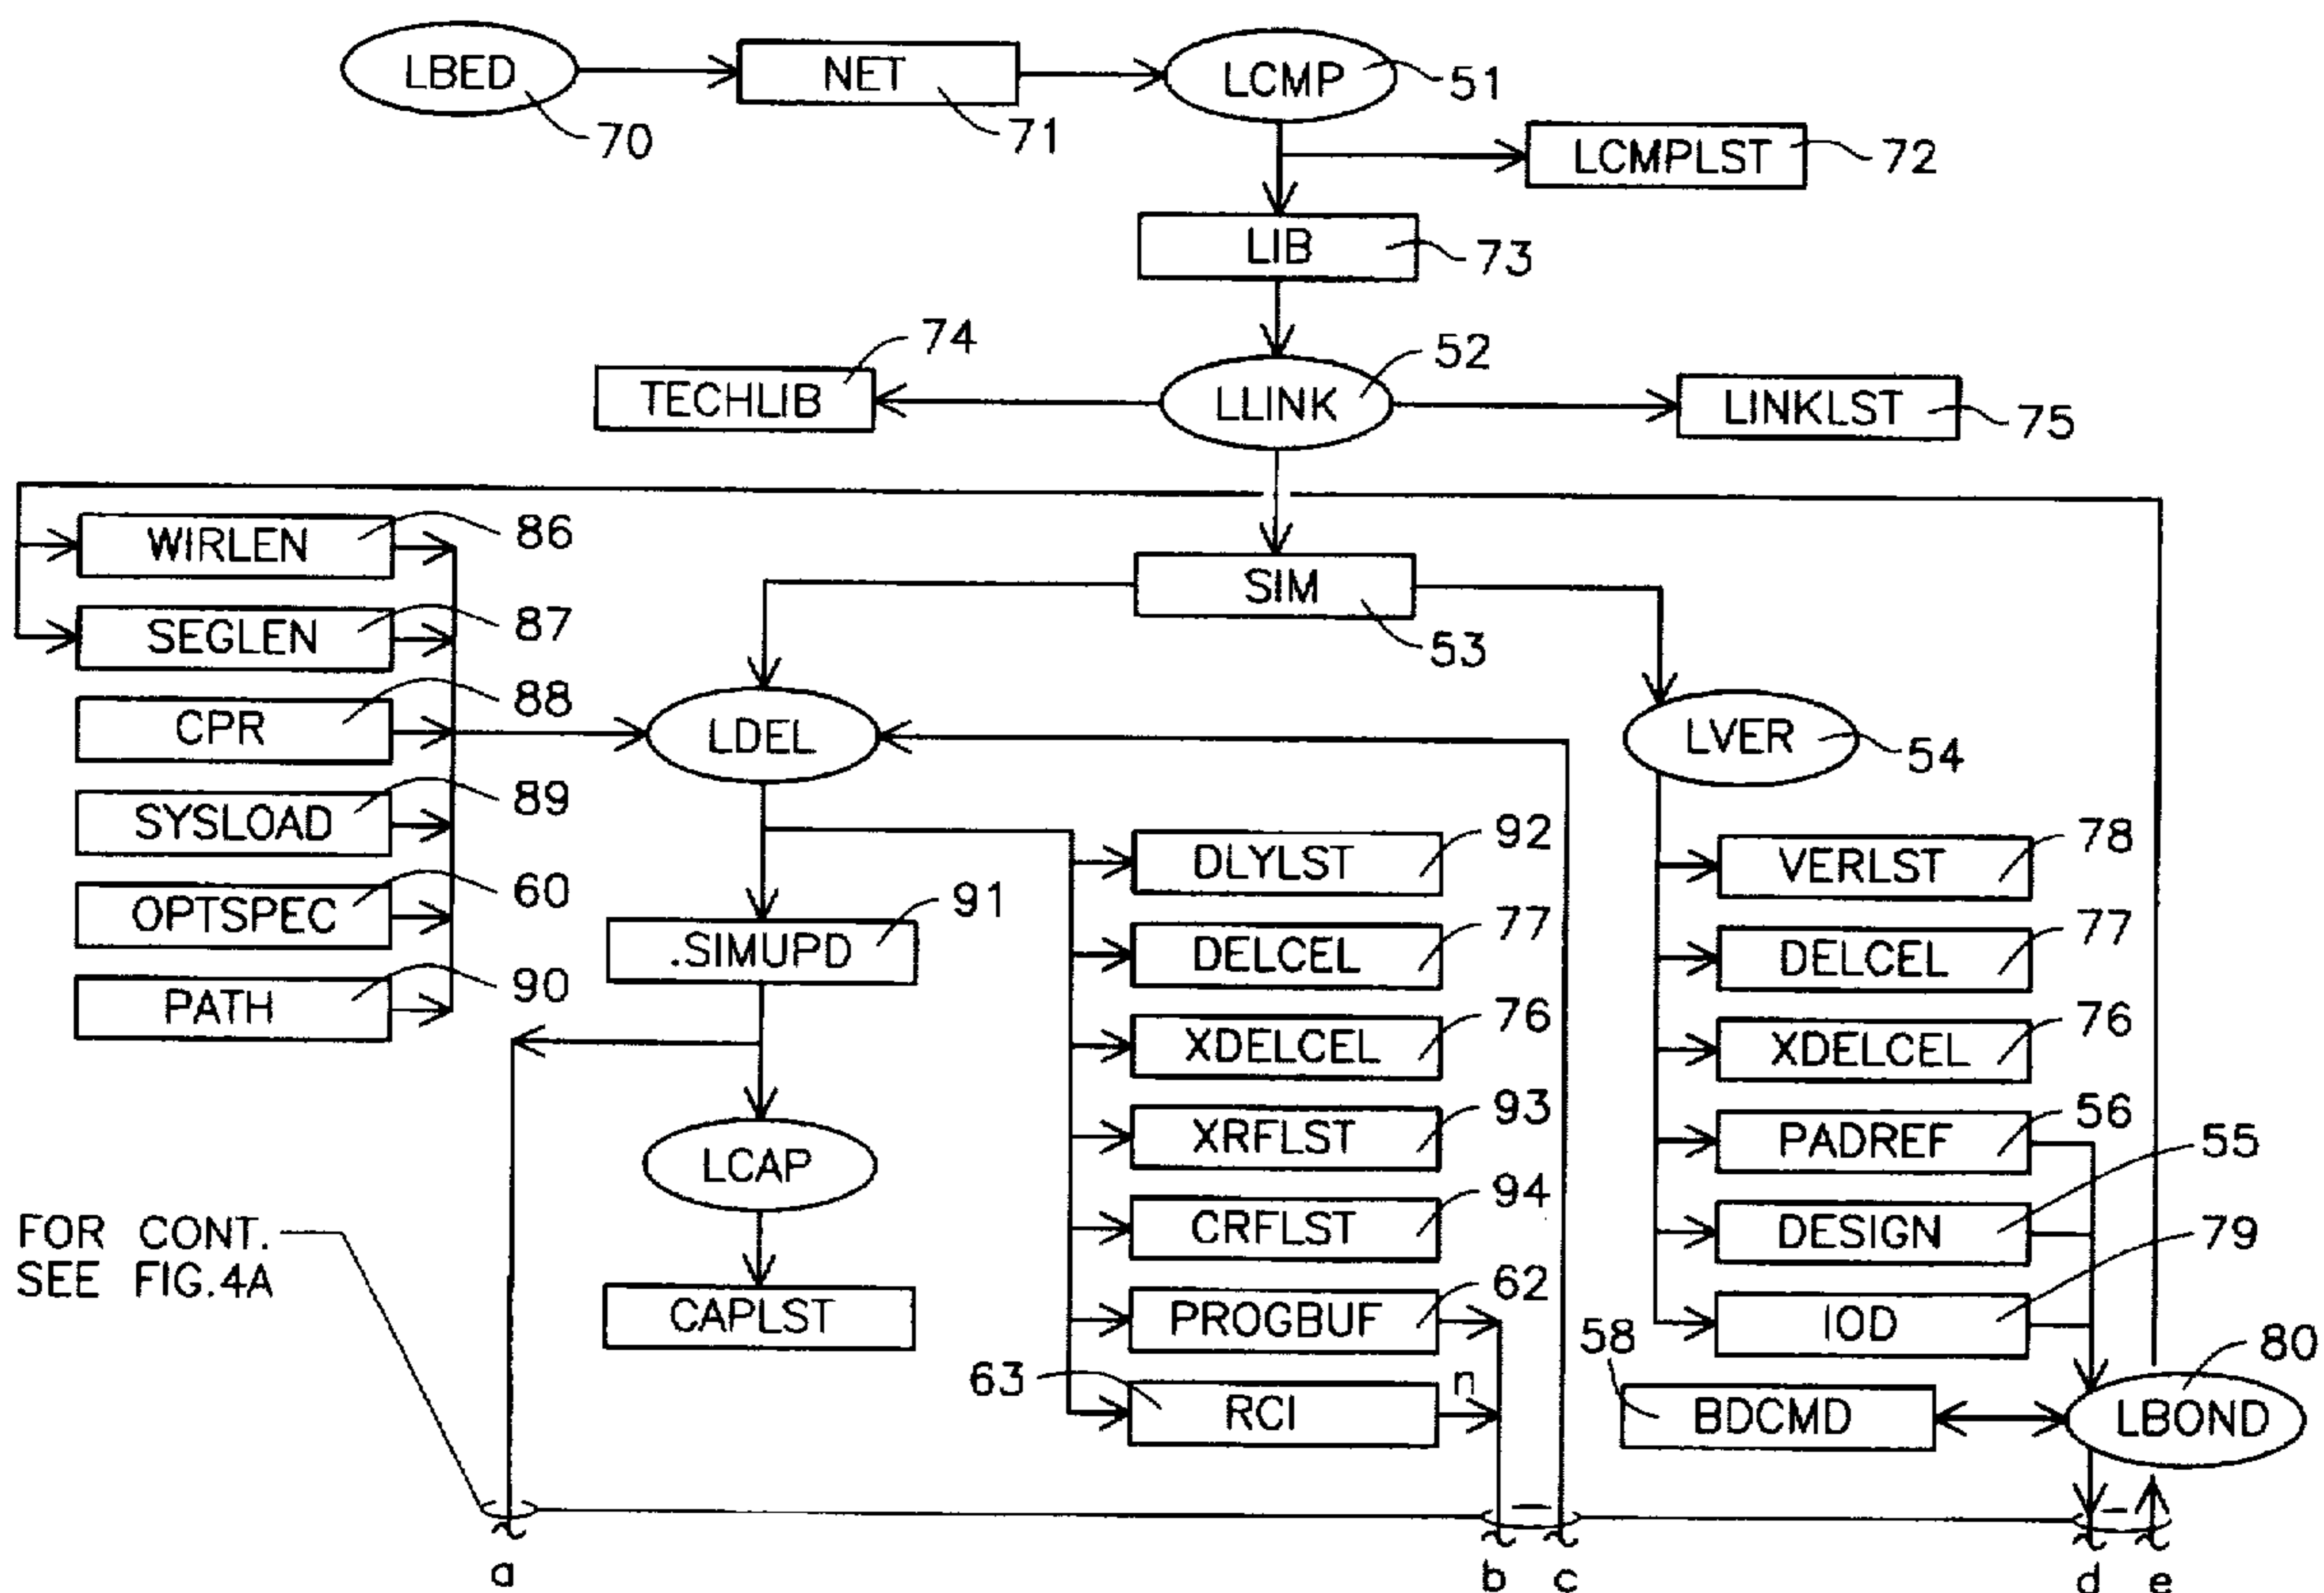 LBED
70
NET
71
LCMP
51
LCMPLST
72
LIB
73
TECHLIB
74
LLINK
52
LINKLST
75
WIRLEN
86
SEGLEN
87
CPR
88
SYSLOAD
89
OPTSPEC
60
PATH
90
SIM
53
LDEL
LVER
54
.SIMUPD
91
LCAP
CAPLST
DLYLST
92
DELCEL
77
XDELCEL
76
XRFLST
93
CRFLST
94
PROGBUF
62
RCI
63
n
VERLST
78
DELCEL
77
XDELCEL
76
PADREF
56
DESIGN
55
IOD
79
BDCMD
58
LBOND
80
FOR CONT.
SEE FIG.4A
a
b
c
d
e